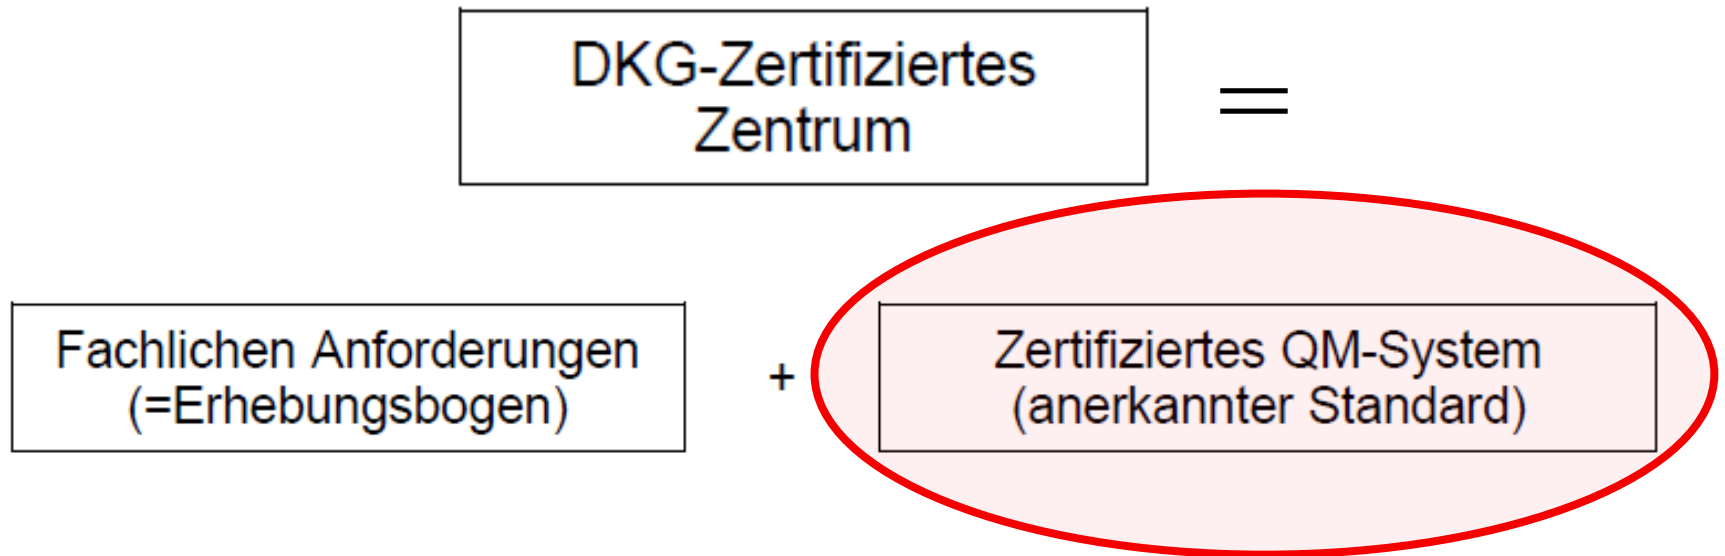 DKG-Zertifiziertes
Zentrum
=
Fachlichen Anforderungen
(=Erhebungsbogen)
+
Zertifiziertes QM-System
(anerkannter Standard)